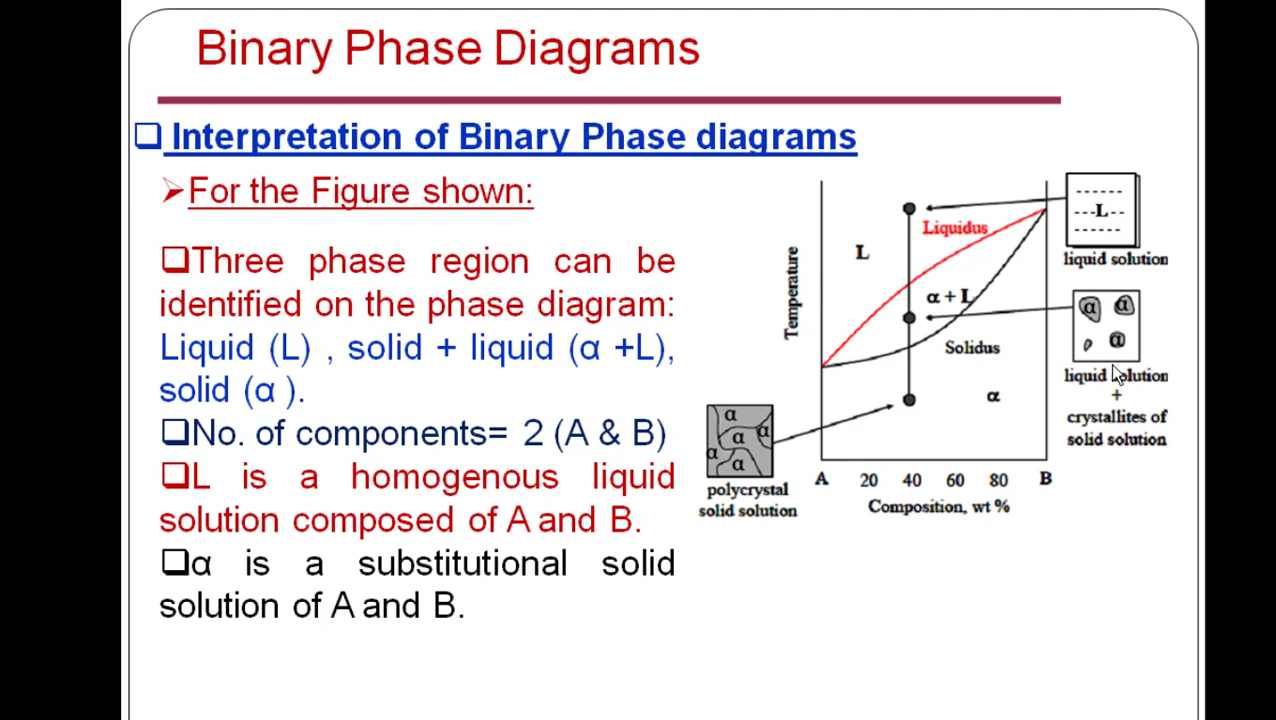 Binary Phase Diagrams
Interpretation of Binary Phase diagrams
For the Figure shown:
Three phase region can be
identified on the phase diagram:
Liquid (L) , solid + liquid (α +L),
solid (α ).
No. of components= 2 (A & B)
L is a homogenous liquid
solution composed of A and B.
α is a substitutional solid
solution of A and B.
Temperature
L
Liquidus
α + L
Solidus
α
A 20 40 60 80 B
Composition, wt %
L
liquid solution
α α
α
liquid solution
+
crystallites of
solid solution
α
α α
α
α
polycrystal
solid solution